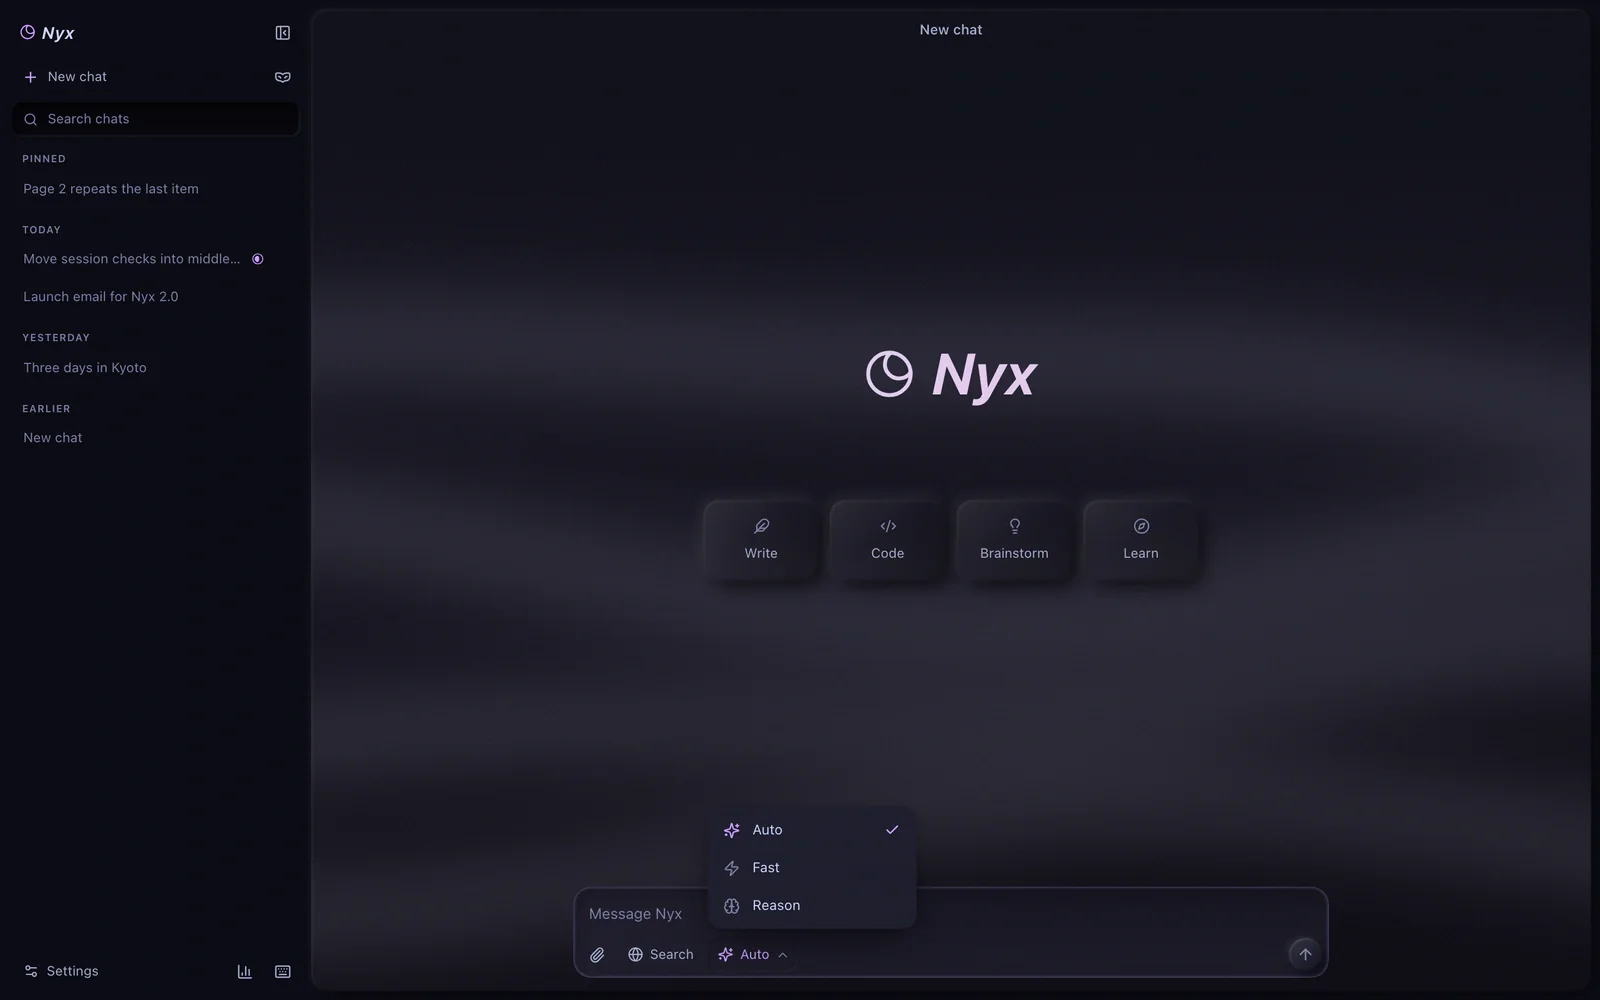 Nyx
New chat
Search chats
PINNED
Page 2 repeats the last item
TODAY
Move session checks into middle...
Launch email for Nyx 2.0
YESTERDAY
Three days in Kyoto
EARLIER
New chat
Settings
New chat
Nyx
Write
Code
Brainstorm
Learn
Auto
Fast
Reason
Message Nyx
Search
Auto